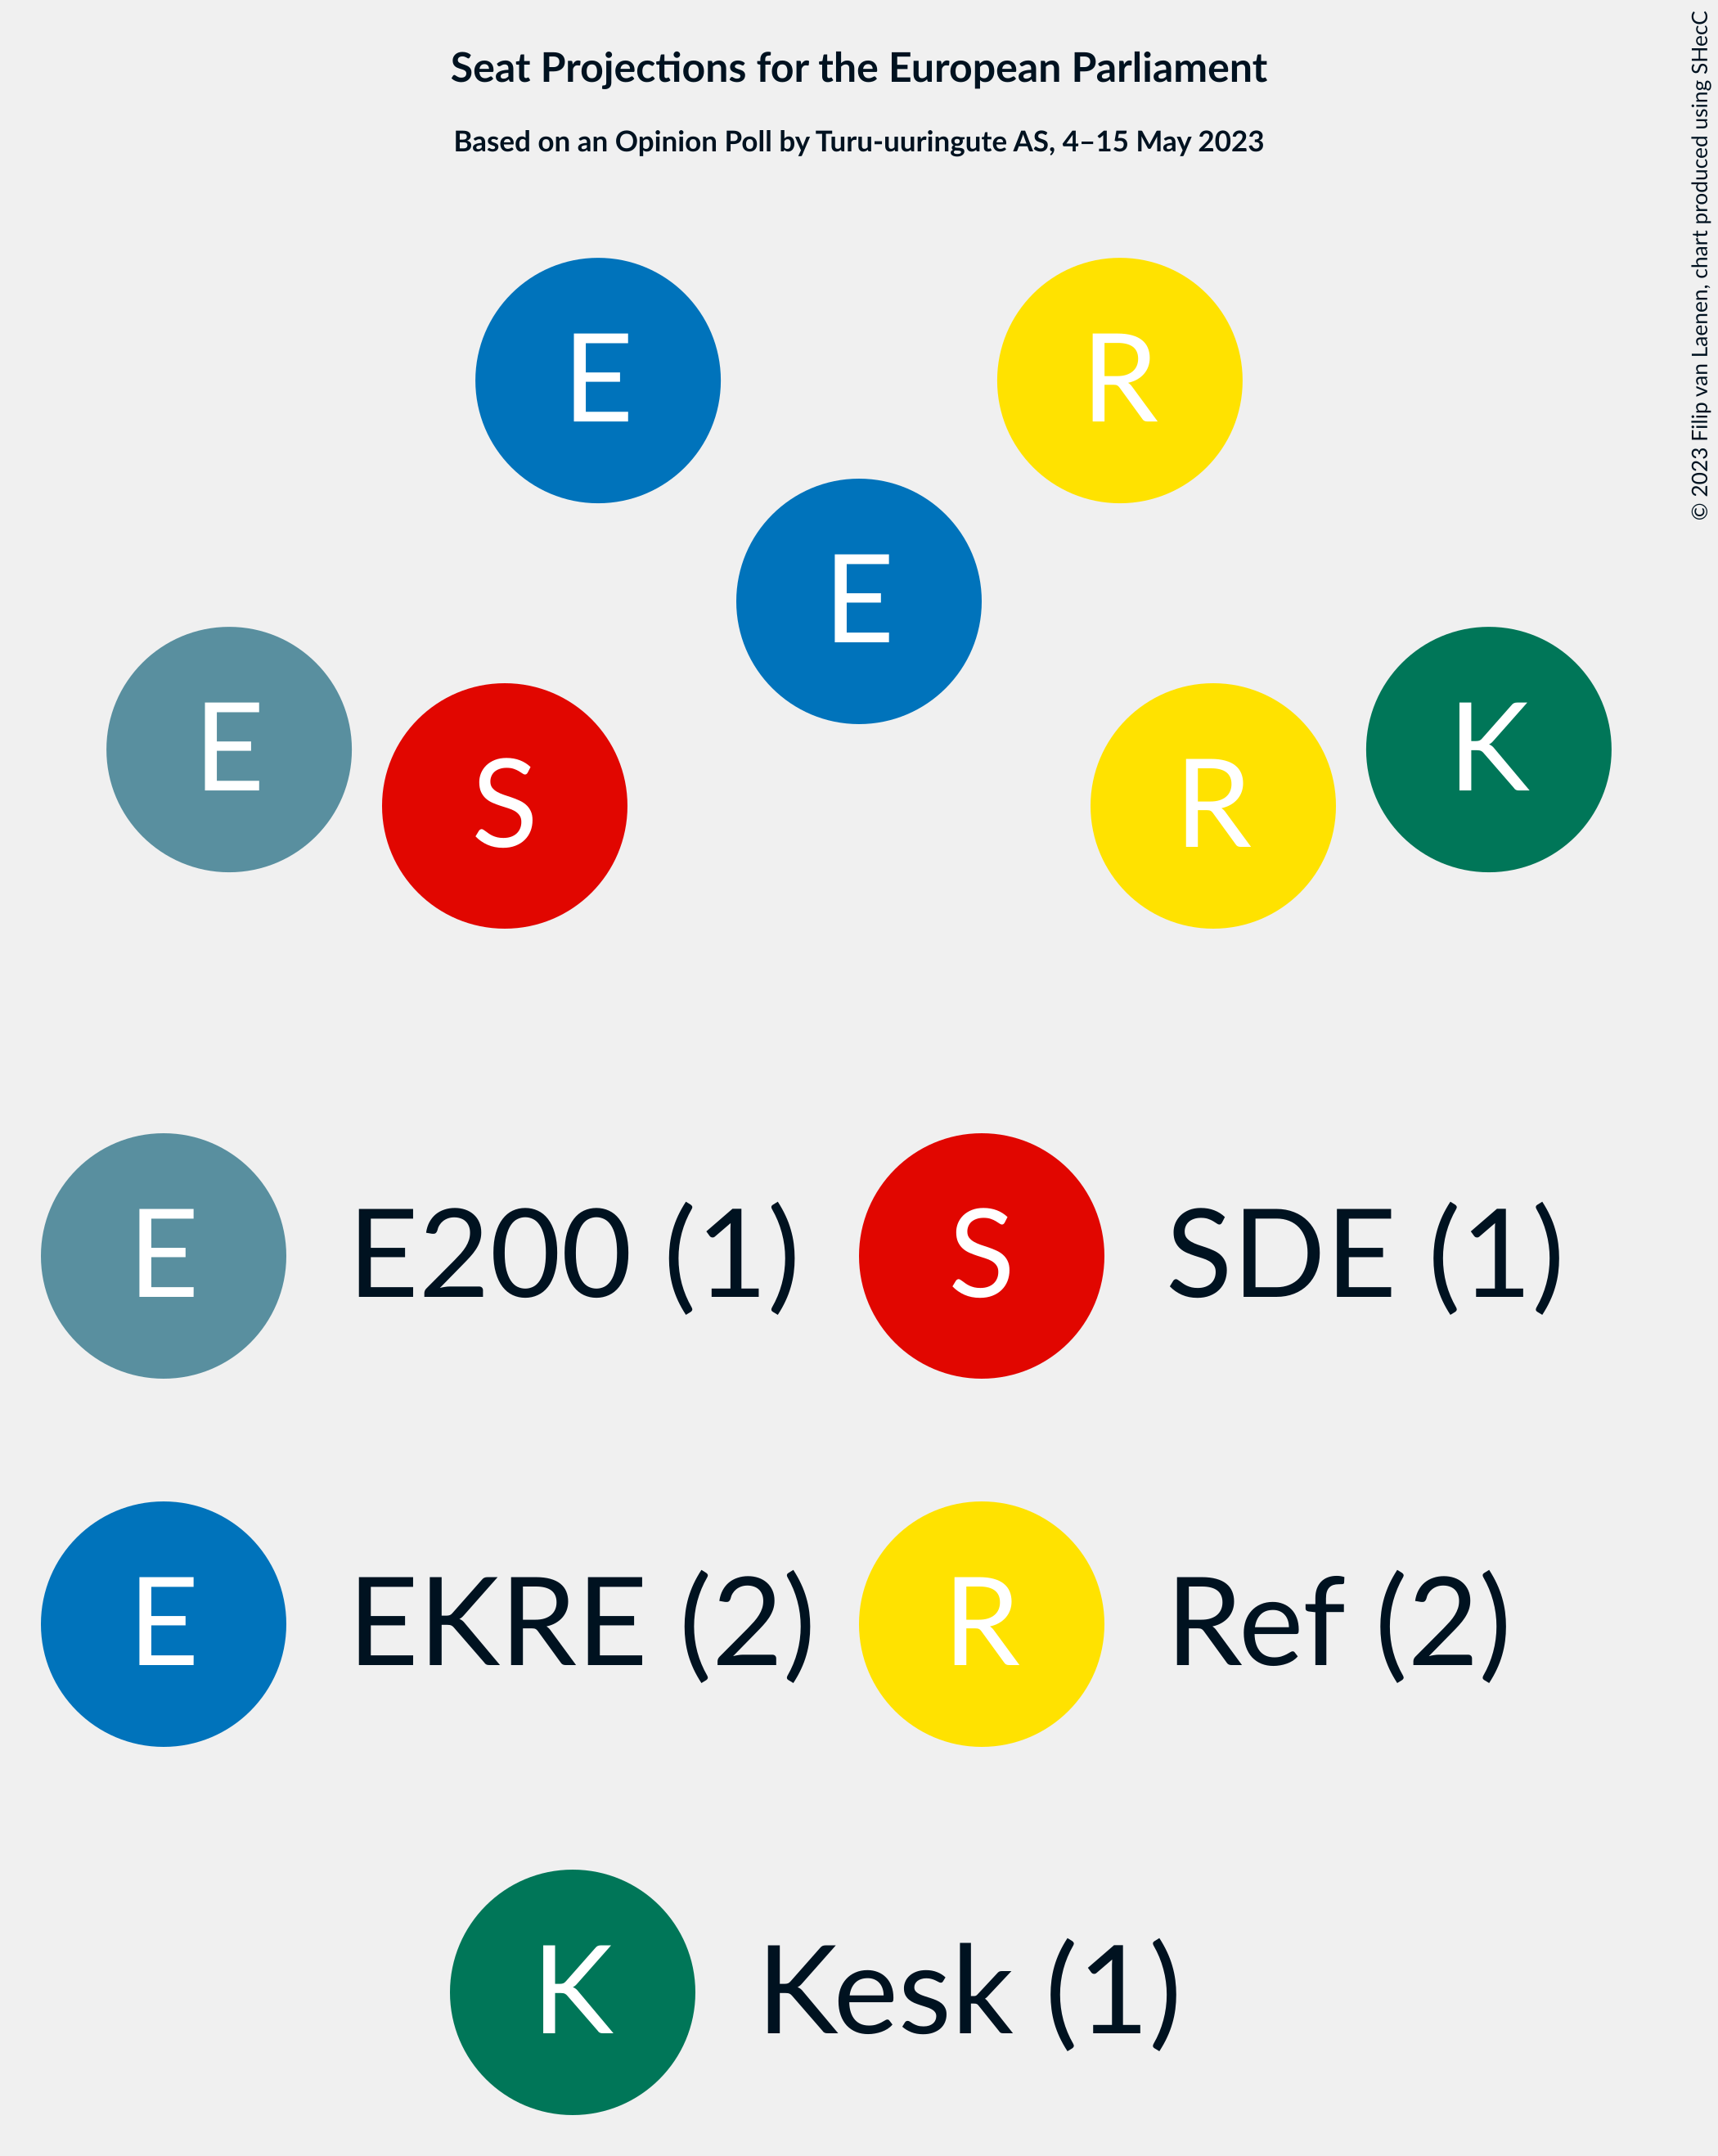 Seat Projections for the European Parliament
Based on an Opinion Poll by Turu-uuringute AS, 4–15 May 2023
© 2023 Filip van Laenen, chart produced using SHecC
E
R
E
E
S
R
K
E
E200 (1)
S
SDE (1)
E
EKRE (2)
R
Ref (2)
K
Kesk (1)